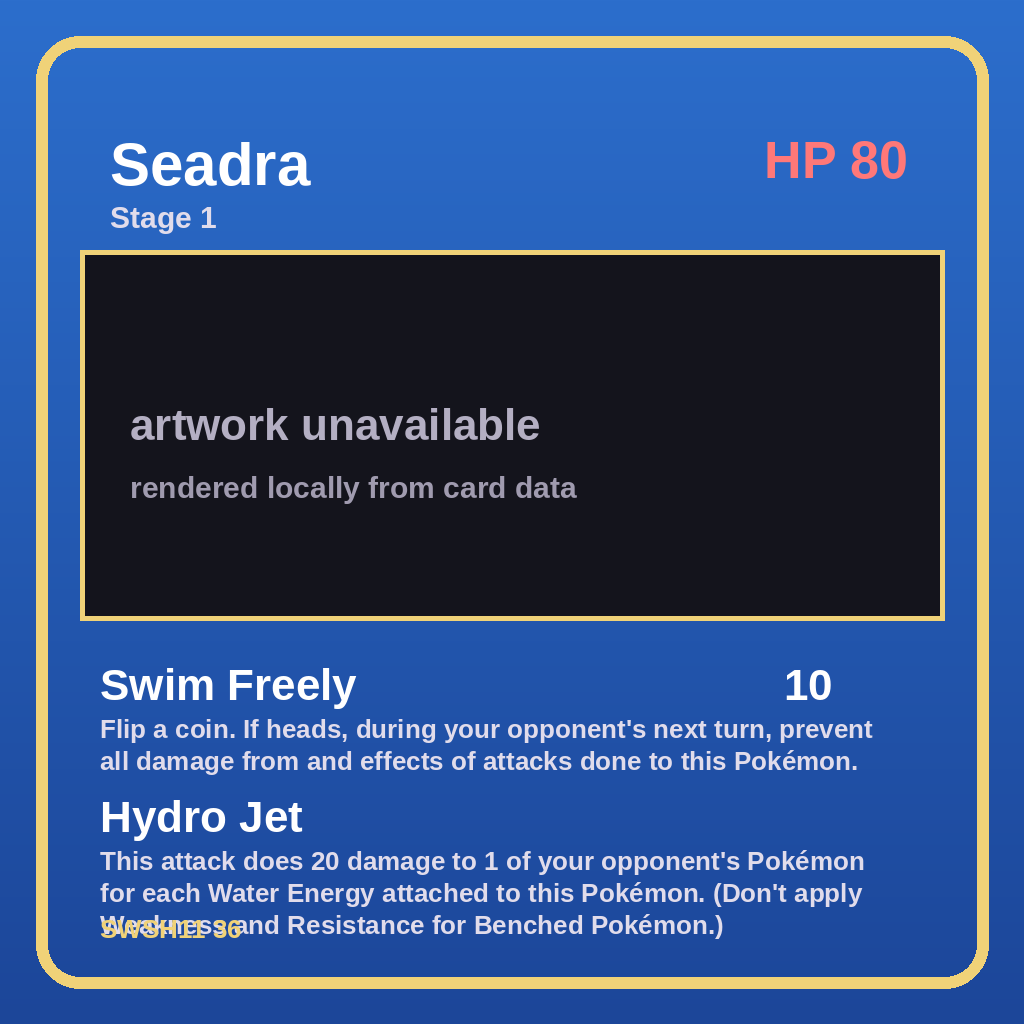 Seadra
HP 80
Stage 1
artwork unavailable
rendered locally from card data
Swim Freely
10
Flip a coin. If heads, during your opponent's next turn, prevent
all damage from and effects of attacks done to this Pokémon.
Hydro Jet
This attack does 20 damage to 1 of your opponent's Pokémon
for each Water Energy attached to this Pokémon. (Don't apply
Weakness and Resistance for Benched Pokémon.)
SWSH11 36